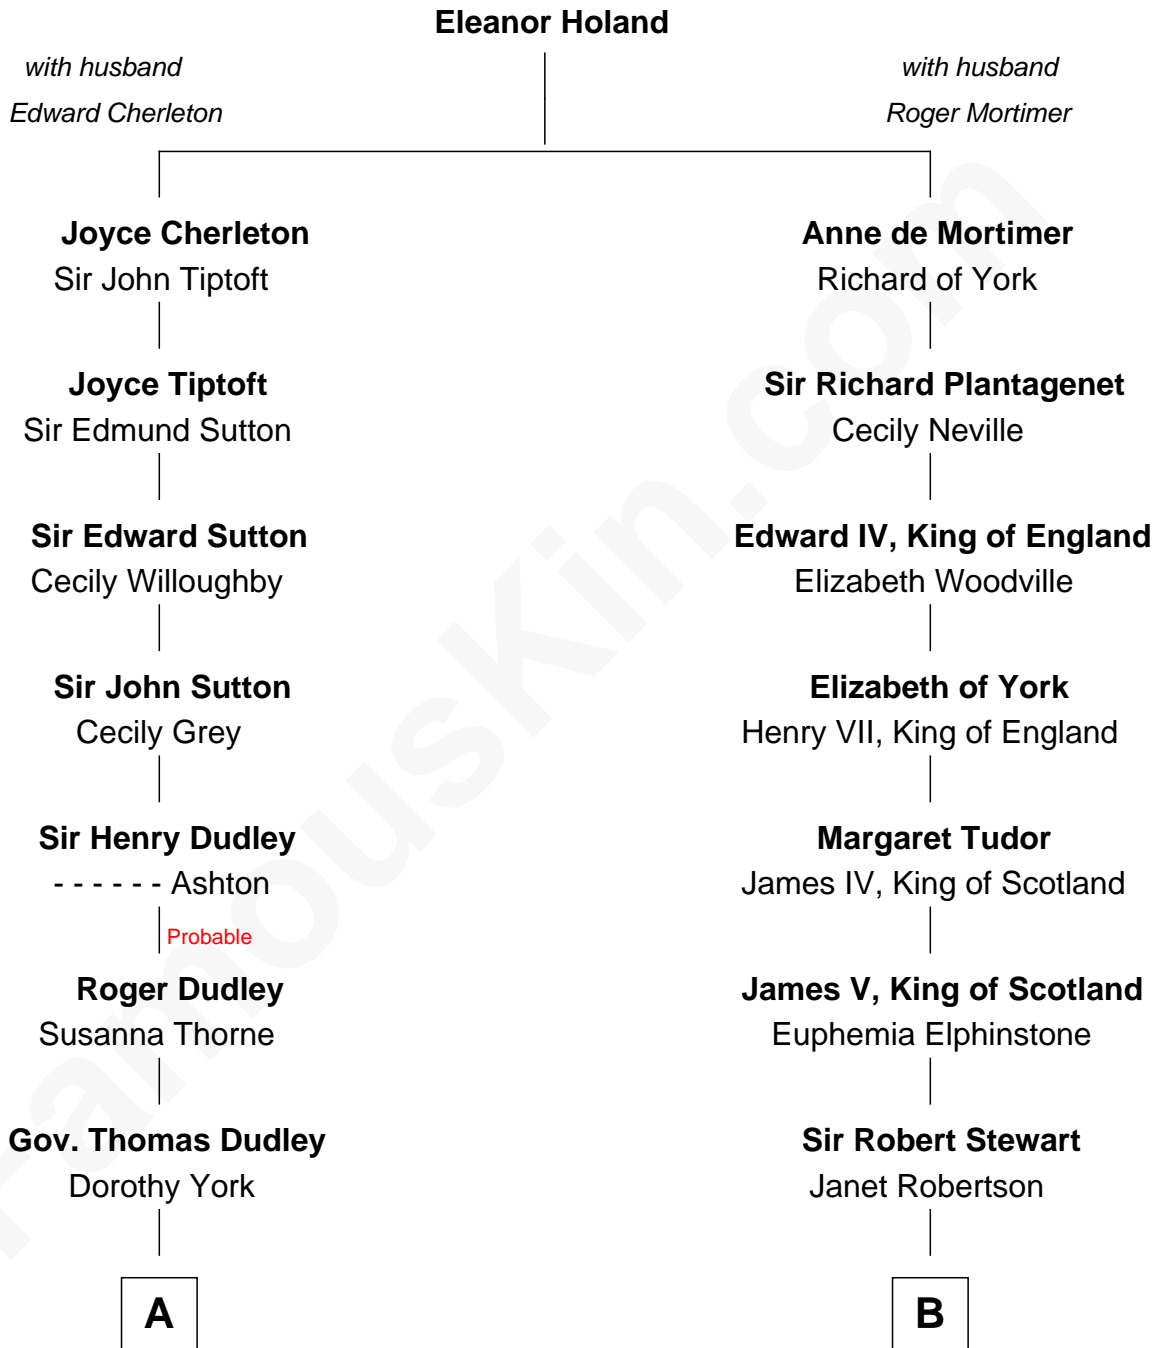 Eleanor Holand
with husband
Edward Cherleton
with husband
Roger Mortimer
Joyce Cherleton
Sir John Tiptoft
Anne de Mortimer
Richard of York
Joyce Tiptoft
Sir Edmund Sutton
Sir Richard Plantagenet
Cecily Neville
Sir Edward Sutton
Cecily Willoughby
Edward IV, King of England
Elizabeth Woodville
Sir John Sutton
Cecily Grey
Elizabeth of York
Henry VII, King of England
Sir Henry Dudley
- - - - - - Ashton
Margaret Tudor
James IV, King of Scotland
Probable
Roger Dudley
Susanna Thorne
James V, King of Scotland
Euphemia Elphinstone
Gov. Thomas Dudley
Dorothy York
Sir Robert Stewart
Janet Robertson
A
B
FamousKin.com